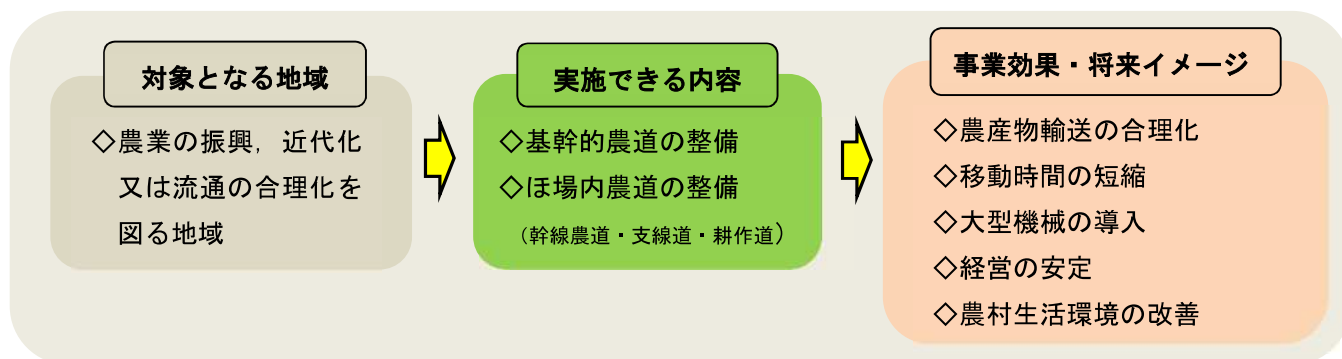 対象となる地域
◇農業の振興，近代化
又は流通の合理化を
図る地域
実施できる内容
◇基幹的農道の整備
◇ほ場内農道の整備
（幹線農道・支線道・耕作道）
事業効果・将来イメージ
◇農産物輸送の合理化
◇移動時間の短縮
◇大型機械の導入
◇経営の安定
◇農村生活環境の改善